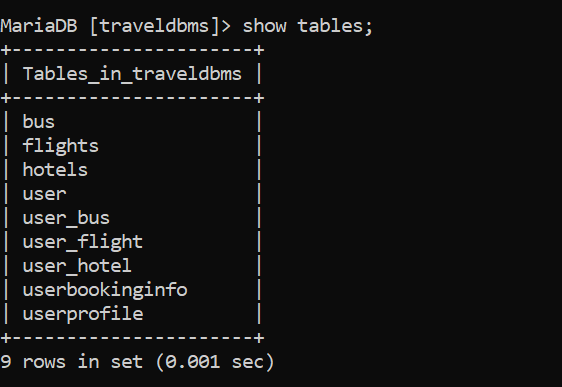 MariaDB [traveldbms]> show tables;
+----------------------+
| Tables_in_traveldbms |
+----------------------+
| bus                  |
| flights              |
| hotels               |
| user                 |
| user_bus             |
| user_flight          |
| user_hotel           |
| userbookinginfo      |
| userprofile          |
+----------------------+
9 rows in set (0.001 sec)